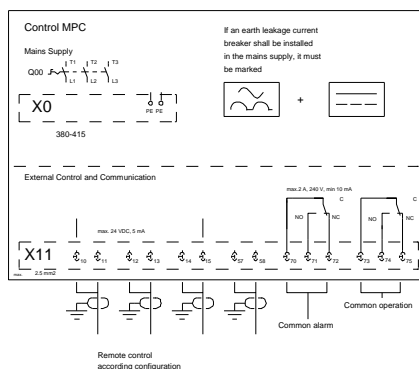 Control MPC
Mains Supply
If an earth leakage current
breaker shall be installed
in the mains supply, it must
be marked
T1 T2 T3
Q00
L1 L2 L3
X0
PE PE
+
380-415
External Control and Communication
max.2 A, 240 V, min 10 mA
C C
max. 24 VDC, 5 mA
NO NC NO NC
X11
10 11 12 13 14 15 57 58 70 71 72 73 74 75
max. 2.5 mm2
Common operation
Common alarm
Remote control
according configuration